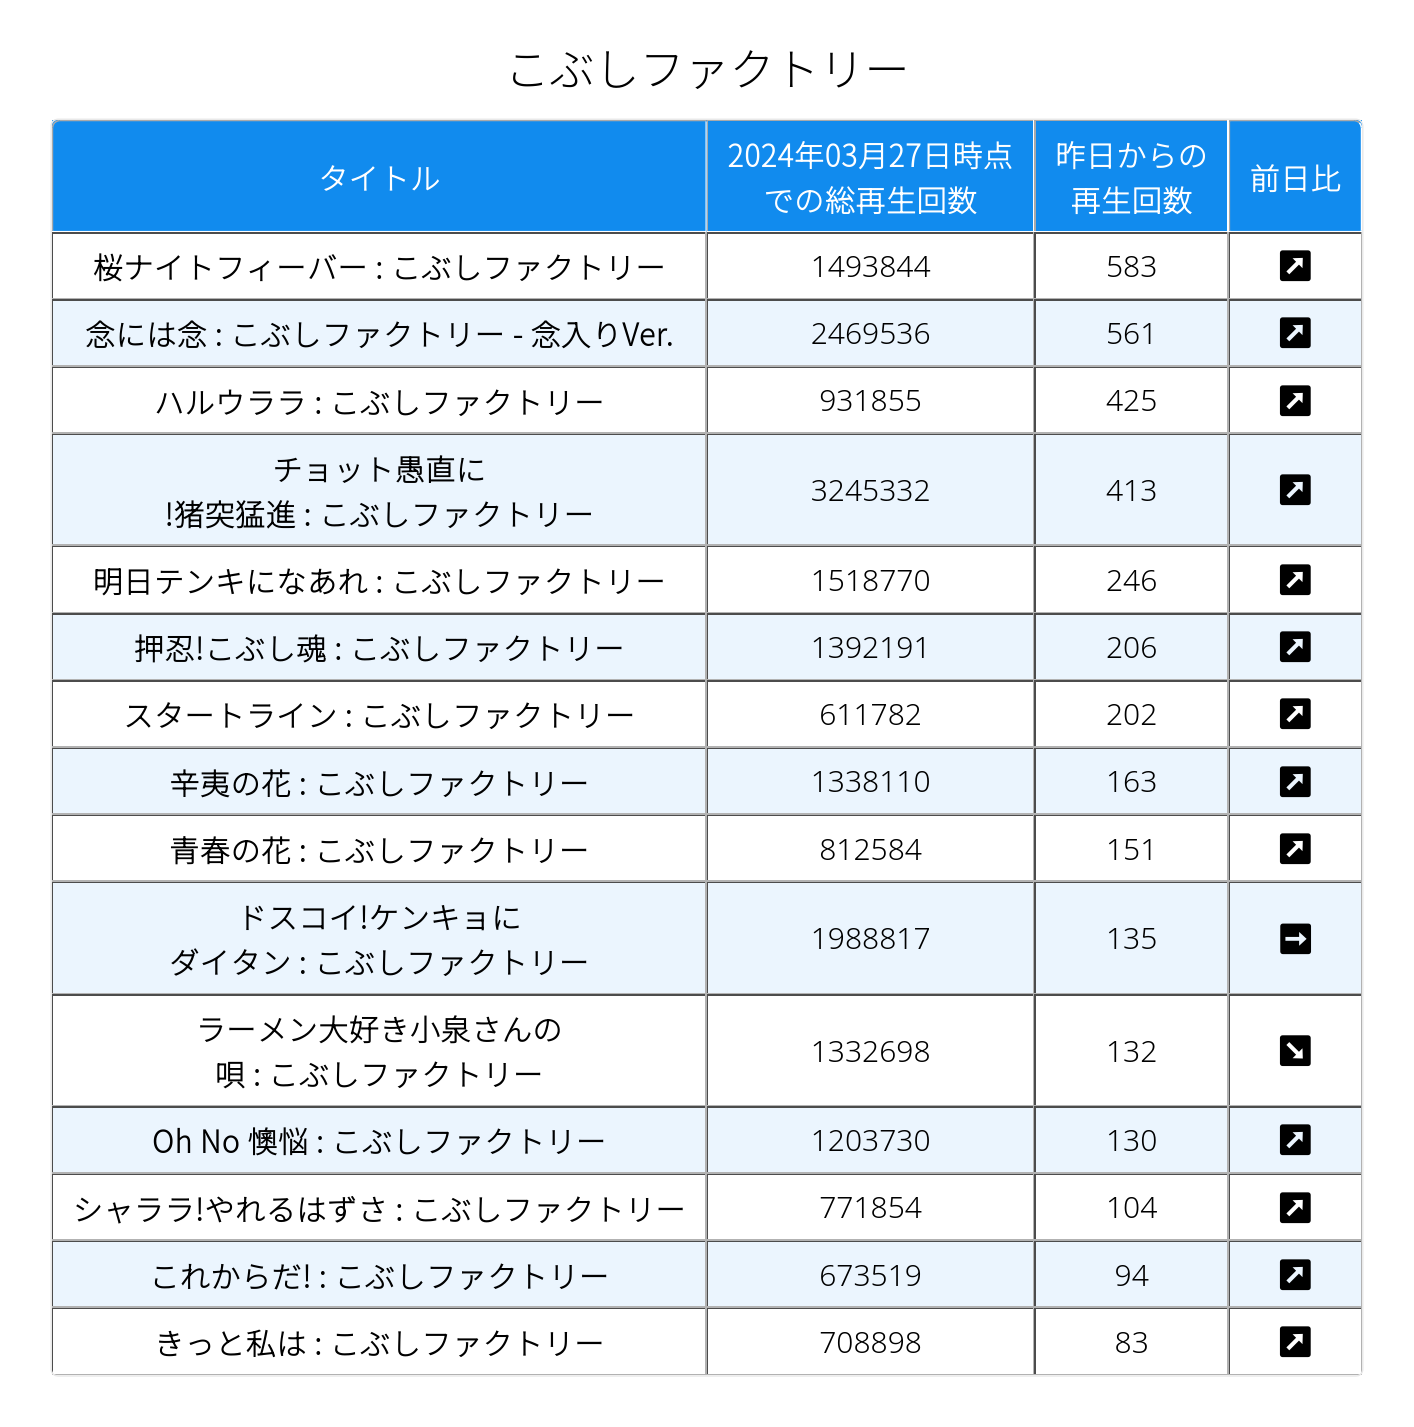 こぶしファクトリー
タイトル
2024年03月27日時点
での総再生回数
昨日からの
再生回数
前日比
桜ナイトフィーバー : こぶしファクトリー 1493844 583
念には念 : こぶしファクトリー - 念入りVer. 2469536 561
ハルウララ : こぶしファクトリー 931855 425
チョット愚直に
!猪突猛進 : こぶしファクトリー 3245332 413
明日テンキになあれ : こぶしファクトリー 1518770 246
押忍!こぶし魂 : こぶしファクトリー 1392191 206
スタートライン : こぶしファクトリー 611782 202
辛夷の花 : こぶしファクトリー 1338110 163
青春の花 : こぶしファクトリー 812584 151
ドスコイ!ケンキョに
ダイタン : こぶしファクトリー 1988817 135
ラーメン大好き小泉さんの
唄 : こぶしファクトリー 1332698 132
Oh No 懊悩 : こぶしファクトリー 1203730 130
シャララ!やれるはずさ : こぶしファクトリー 771854 104
これからだ! : こぶしファクトリー 673519 94
きっと私は : こぶしファクトリー 708898 83